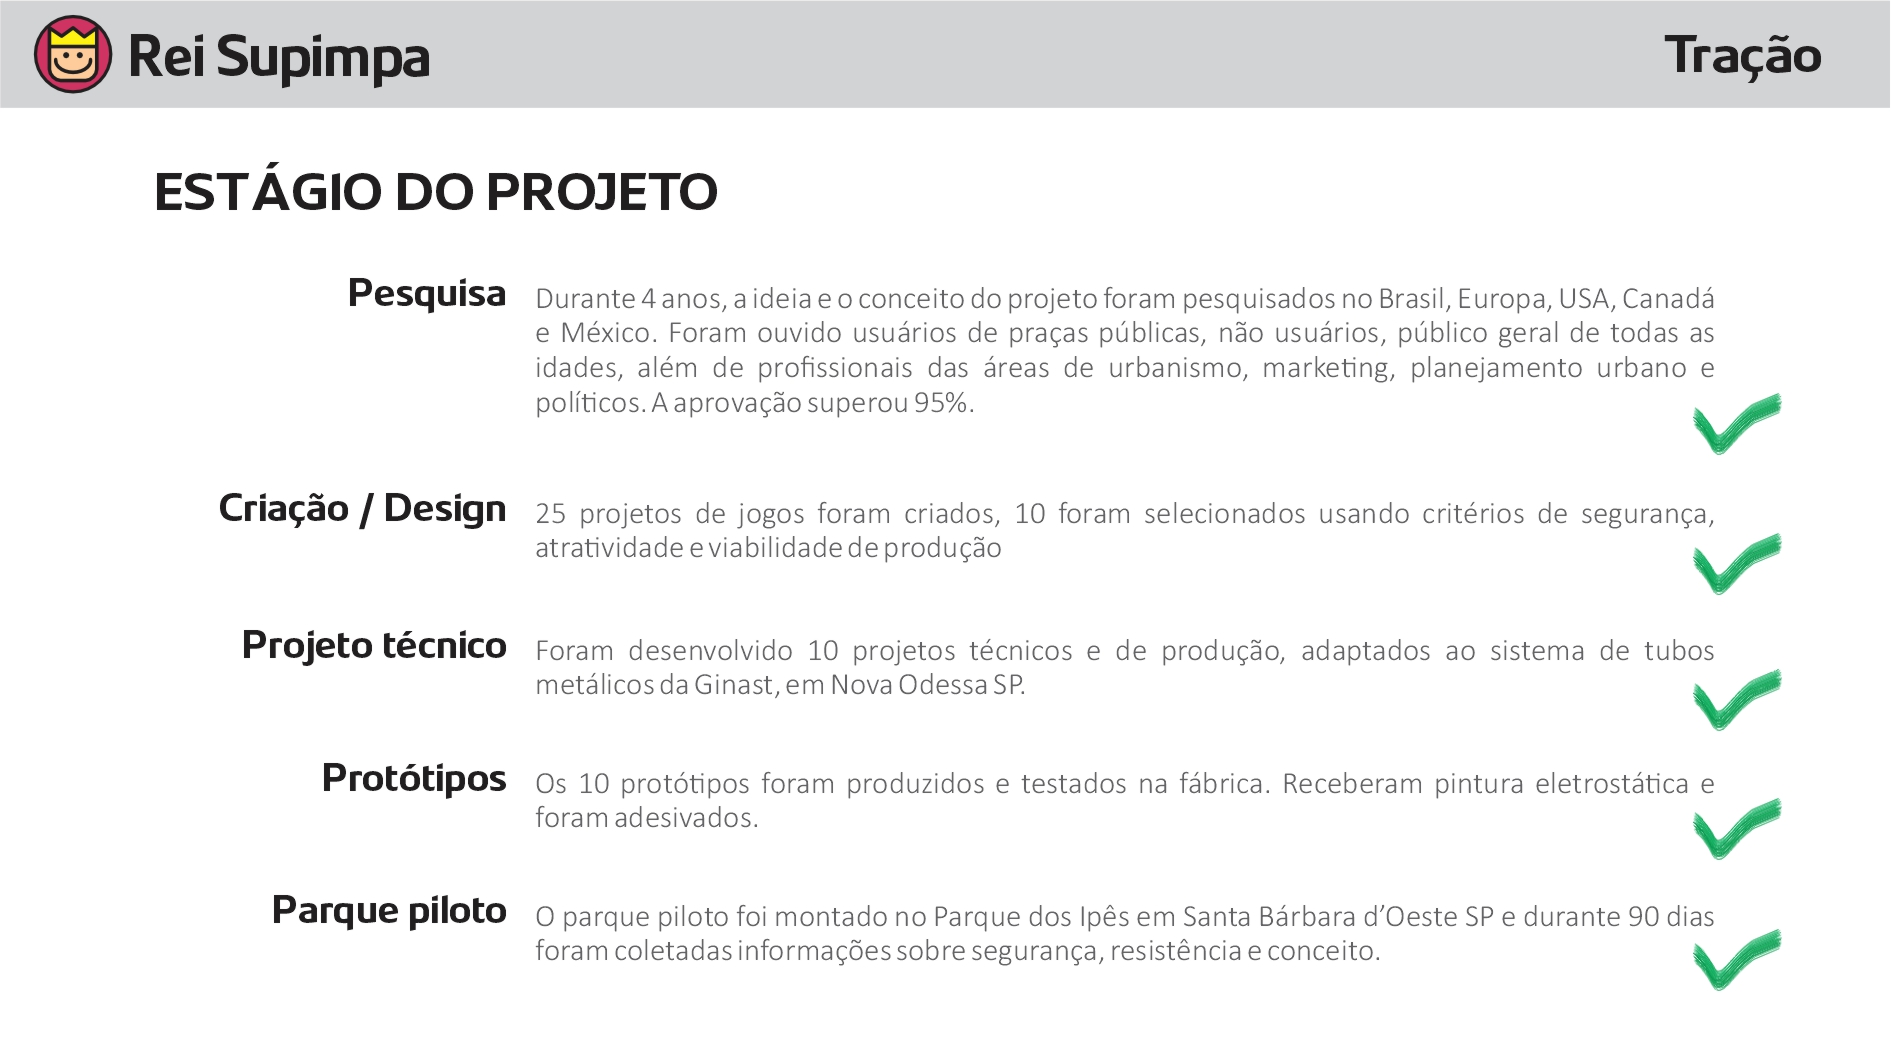 Rei Supimpa
Tração
ESTÁGIO DO PROJETO
Pesquisa
Durante 4 anos, a ideia e o conceito do projeto foram pesquisados no Brasil, Europa, USA, Canadá
e México. Foram ouvido usuários de praças públicas, não usuários, público geral de todas as
idades, além de profissionais das áreas de urbanismo, marketing, planejamento urbano e
políticos. A aprovação superou 95%.
Criação / Design
25 projetos de jogos foram criados, 10 foram selecionados usando critérios de segurança,
atratividade e viabilidade de produção
Projeto técnico
Foram desenvolvido 10 projetos técnicos e de produção, adaptados ao sistema de tubos
metálicos da Ginast, em Nova Odessa SP.
Protótipos
Os 10 protótipos foram produzidos e testados na fábrica. Receberam pintura eletrostática e
foram adesivados.
Parque piloto
O parque piloto foi montado no Parque dos Ipês em Santa Bárbara d’Oeste SP e durante 90 dias
foram coletadas informações sobre segurança, resistência e conceito.